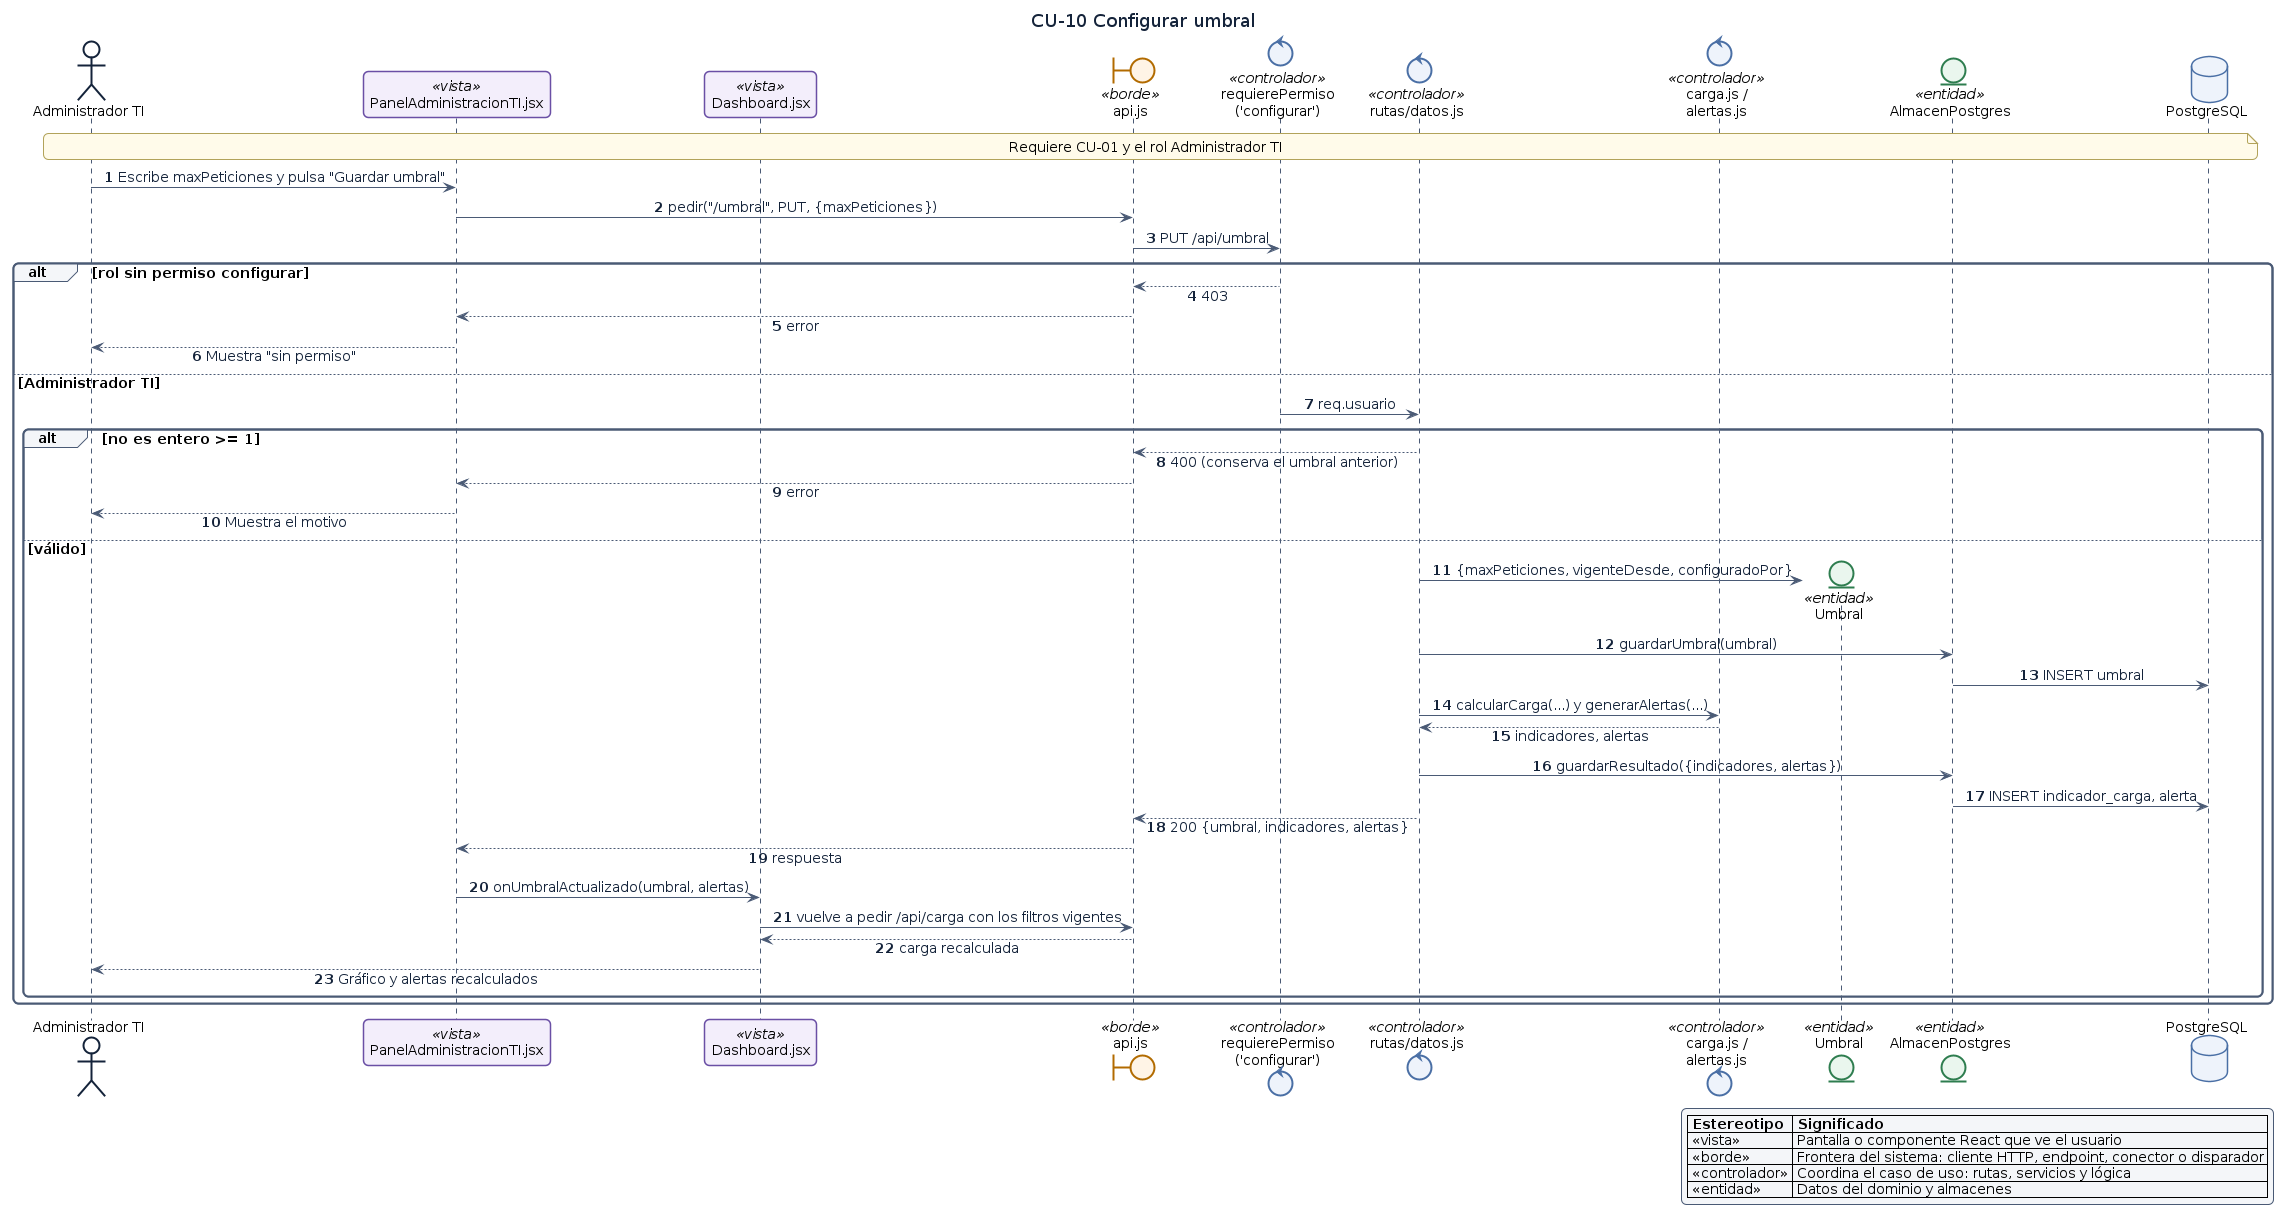 CU-10 Configurar umbral
Administrador TI
«vista»
PanelAdministracionTI.jsx
«vista»
Dashboard.jsx
«borde»
api.js
«controlador»
requierePermiso
('configurar')
«controlador»
rutas/datos.js
«controlador»
carga.js /
alertas.js
«entidad»
AlmacenPostgres
PostgreSQL
Requiere CU-01 y el rol Administrador TI
1 Escribe maxPeticiones y pulsa "Guardar umbral"
2 pedir("/umbral", PUT, {maxPeticiones})
3 PUT /api/umbral
alt [rol sin permiso configurar]
4 403
5 error
6 Muestra "sin permiso"
[Administrador TI]
7 req.usuario
alt [no es entero >= 1]
8 400 (conserva el umbral anterior)
9 error
10 Muestra el motivo
[válido]
11 {maxPeticiones, vigenteDesde, configuradoPor}
«entidad»
Umbral
12 guardarUmbral(umbral)
13 INSERT umbral
14 calcularCarga(...) y generarAlertas(...)
15 indicadores, alertas
16 guardarResultado({indicadores, alertas})
17 INSERT indicador_carga, alerta
18 200 {umbral, indicadores, alertas}
19 respuesta
20 onUmbralActualizado(umbral, alertas)
21 vuelve a pedir /api/carga con los filtros vigentes
22 carga recalculada
23 Gráfico y alertas recalculados
Administrador TI
«vista»
PanelAdministracionTI.jsx
«vista»
Dashboard.jsx
«borde»
api.js
«controlador»
requierePermiso
('configurar')
«controlador»
rutas/datos.js
«controlador»
carga.js /
alertas.js
«entidad»
Umbral
«entidad»
AlmacenPostgres
PostgreSQL
Estereotipo Significado
«vista» Pantalla o componente React que ve el usuario
«borde» Frontera del sistema: cliente HTTP, endpoint, conector o disparador
«controlador» Coordina el caso de uso: rutas, servicios y lógica
«entidad» Datos del dominio y almacenes